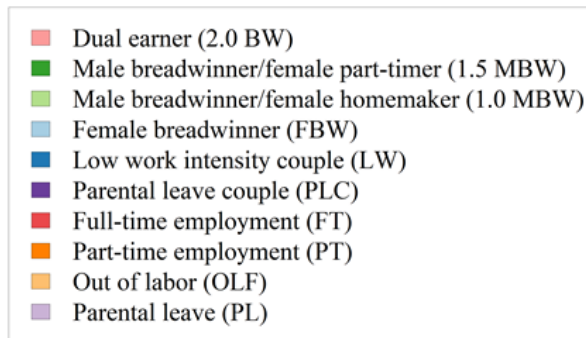 Dual earner (2.0 BW)
Male breadwinner/female part-timer (1.5 MBW)
Male breadwinner/female homemaker (1.0 MBW)
Female breadwinner (FBW)
Low work intensity couple (LW)
Parental leave couple (PLC)
Full-time employment (FT)
Part-time employment (PT)
Out of labor (OLF)
Parental leave (PL)